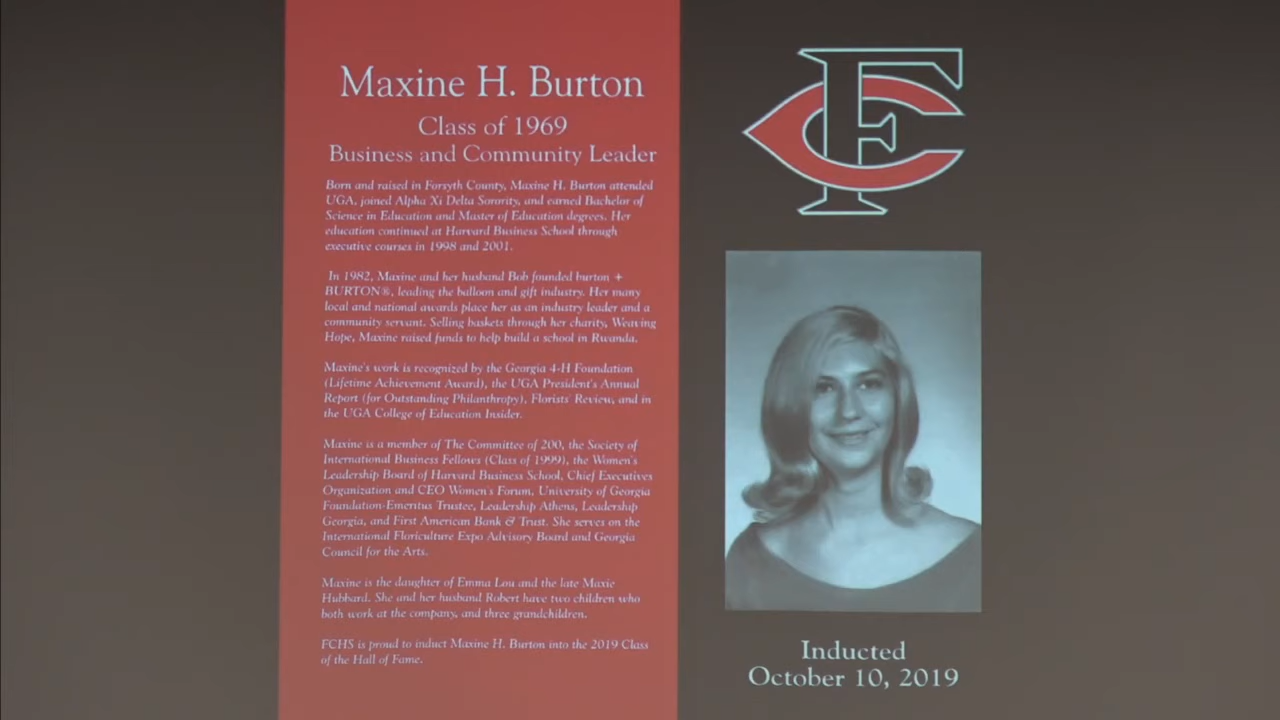 Maxine H. Burton
Class of 1969
Business and Community Leader
Born and raised in Forsyth County, Maxine H. Burton attended
UGA, joined Alpha Xi Delta Sorority, and earned Bachelor of
Science in Education and Master of Education degrees. Her
education continued at Harvard Business School through
executive courses in 1998 and 2001.
In 1982, Maxine and her husband Bob founded burton +
BURTON®, leading the balloon and gift industry. Her many
local and national awards place her as an industry leader and a
community servant. Selling baskets through her charity, Weaving
Hope, Maxine raised funds to help build a school in Rwanda.
Maxine's work is recognized by the Georgia 4-H Foundation
(Lifetime Achievement Award), the UGA President's Annual
Report (for Outstanding Philanthropy), Florists' Review, and in
the UGA College of Education Insider.
Maxine is a member of The Committee of 200, the Society of
International Business Fellows (Class of 1999), the Women's
Leadership Board of Harvard Business School, Chief Executives
Organization and CEO Women's Forum, University of Georgia
Foundation-Emeritus Trustee, Leadership Athens, Leadership
Georgia, and First American Bank & Trust. She serves on the
International Floriculture Expo Advisory Board and Georgia
Council for the Arts.
Maxine is the daughter of Emma Lou and the late Maxie
Hubbard. She and her husband Robert have two children who
both work at the company, and three grandchildren.
FCHS is proud to induct Maxine H. Burton into the 2019 Class
of the Hall of Fame.
FC
Inducted
October 10, 2019